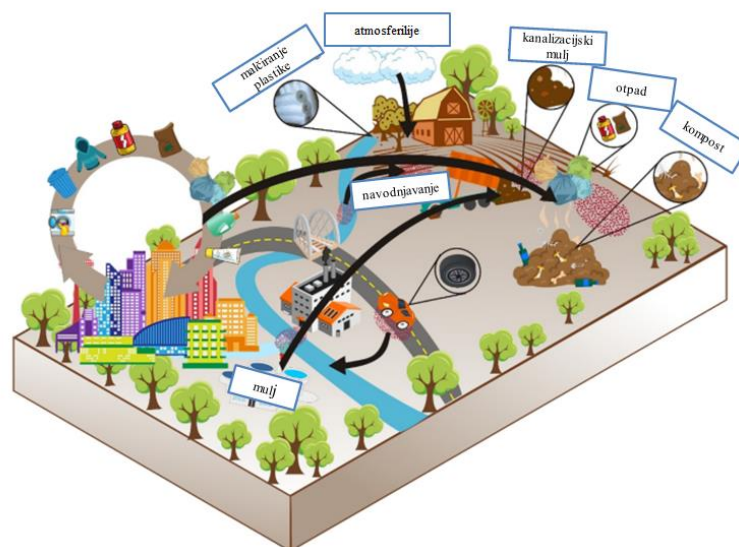 atmosferilije
malčiranje
plastike
kanalizacijski
mulj
otpad
kompost
navodnjavanje
mulj